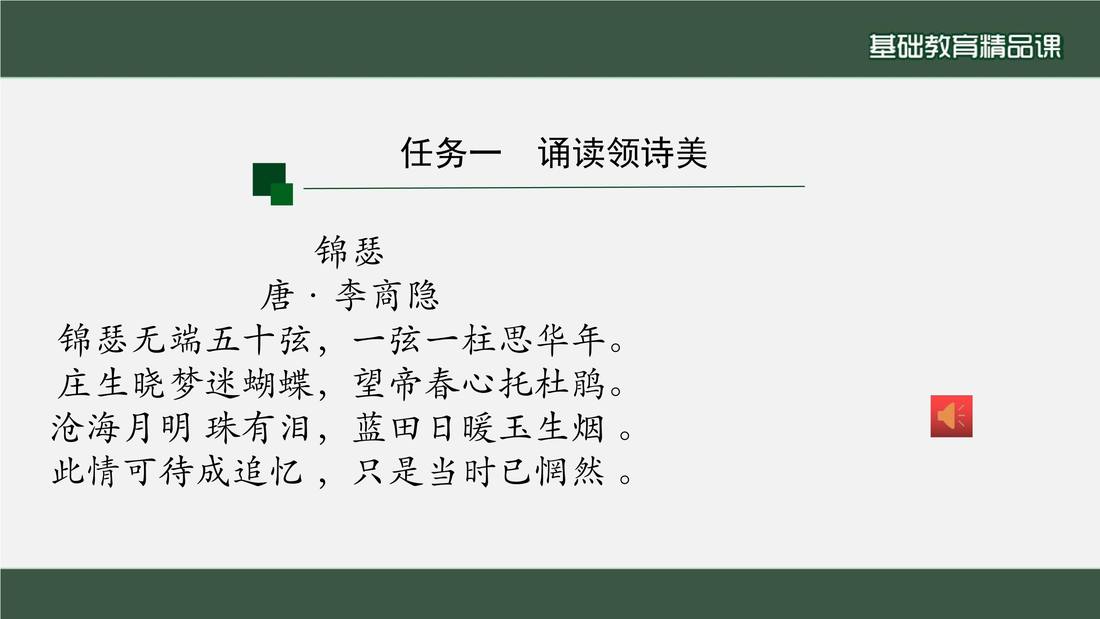 基础教育精品课
任务一 诵读领诗美
锦瑟
唐·李商隐
锦瑟无端五十弦，一弦一柱思华年。
庄生晓梦迷蝴蝶，望帝春心托杜鹃。
沧海月明 珠有泪，蓝田日暖玉生烟 。
此情可待成追忆 ，只是当时已惘然 。